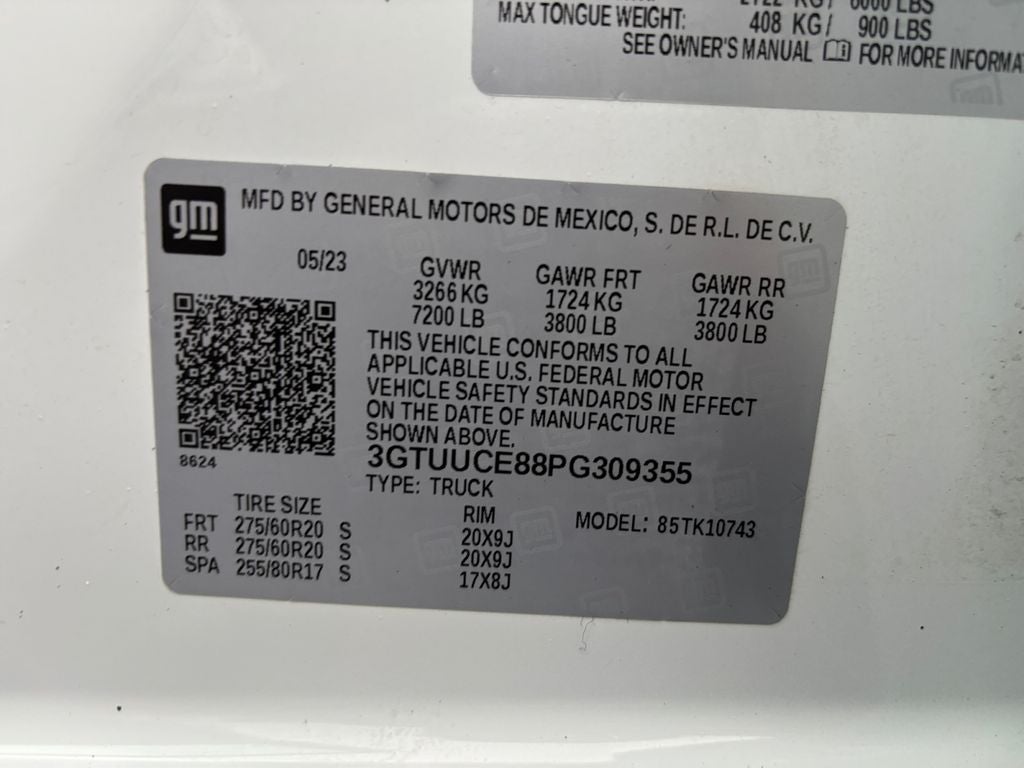 2722 KG/ 6000 LBS
MAX TONGUE WEIGHT: 408 KG/ 900 LBS
SEE OWNER'S MANUAL FOR MORE INFORMA
gm
MFD BY GENERAL MOTORS DE MEXICO, S. DE R.L. DE C.V.
05/23 GVWR GAWR FRT GAWR RR
3266 KG 1724 KG 1724 KG
7200 LB 3800 LB 3800 LB
THIS VEHICLE CONFORMS TO ALL
APPLICABLE U.S. FEDERAL MOTOR
VEHICLE SAFETY STANDARDS IN EFFECT
ON THE DATE OF MANUFACTURE
SHOWN ABOVE.
8624
3GTUUCE88PG309355
TYPE: TRUCK
TIRE SIZE RIM MODEL: 85TK10743
FRT 275/60R20 S 20X9J
RR 275/60R20 S 20X9J
SPA 255/80R17 S 17X8J